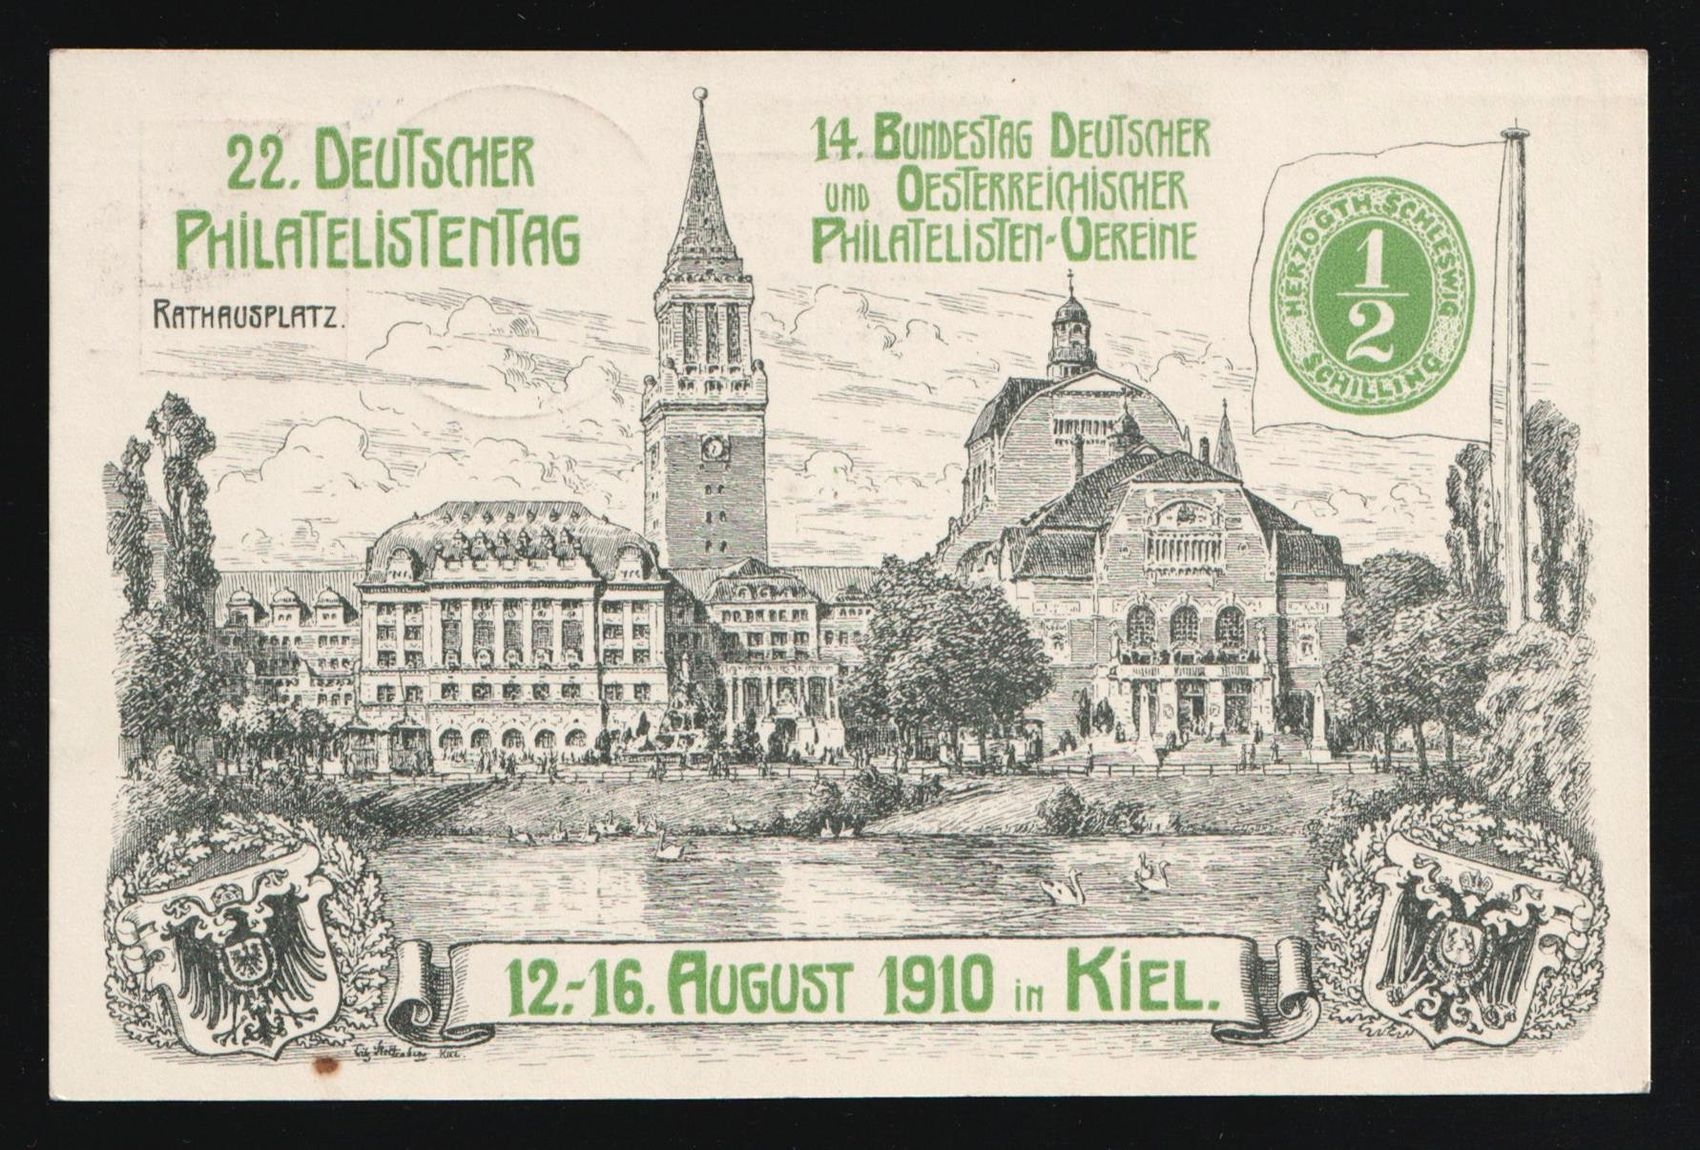 22. DEUTSCHER
PHILATELISTENTAG
RATHAUSPLATZ.
14. BUNDESTAG DEUTSCHER
UND OESTERREICHISCHER
PHILATELISTEN-VEREINE
HERZOGTH. SCHLESWIG
1/2
SCHILLING
12.-16. AUGUST 1910 in KIEL.
KIEL.